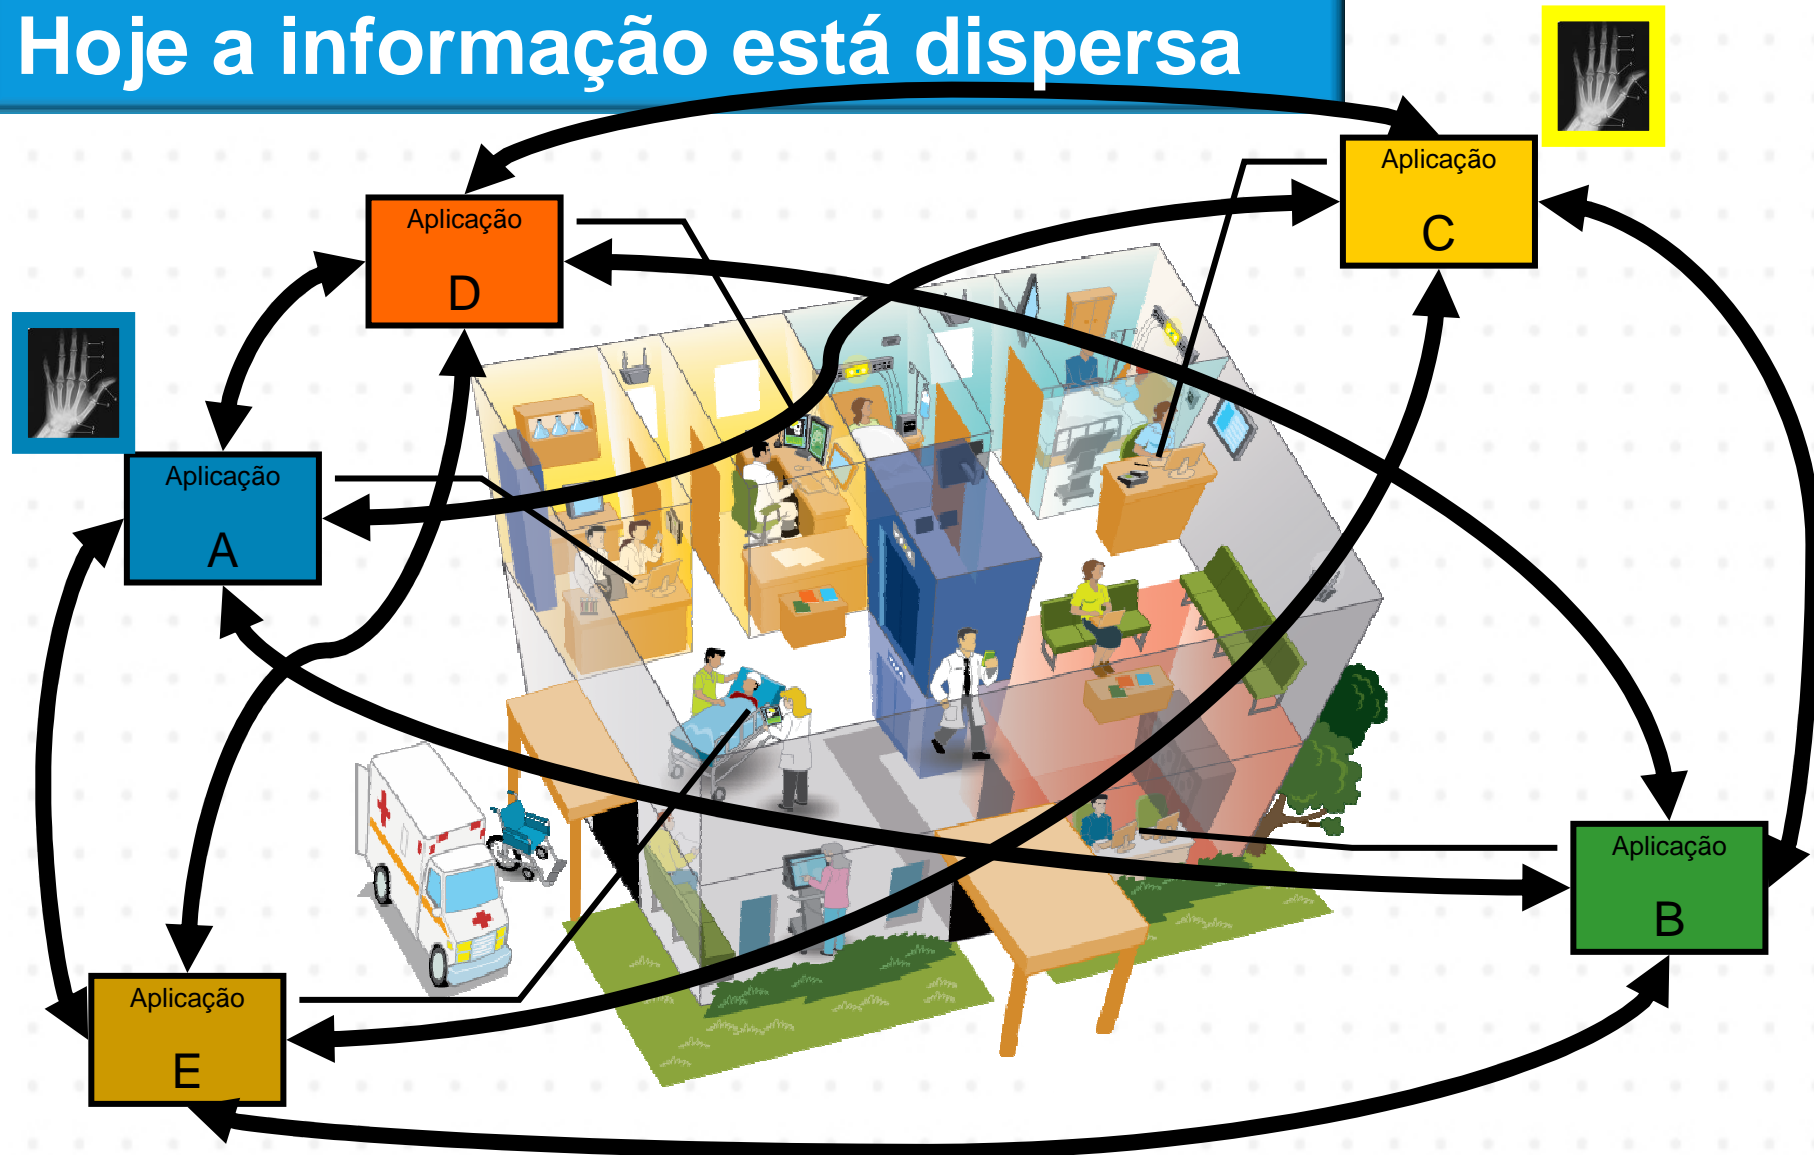 Hoje a informação está dispersa
Aplicação
C
Aplicação
D
Aplicação
A
Aplicação
B
Aplicação
E